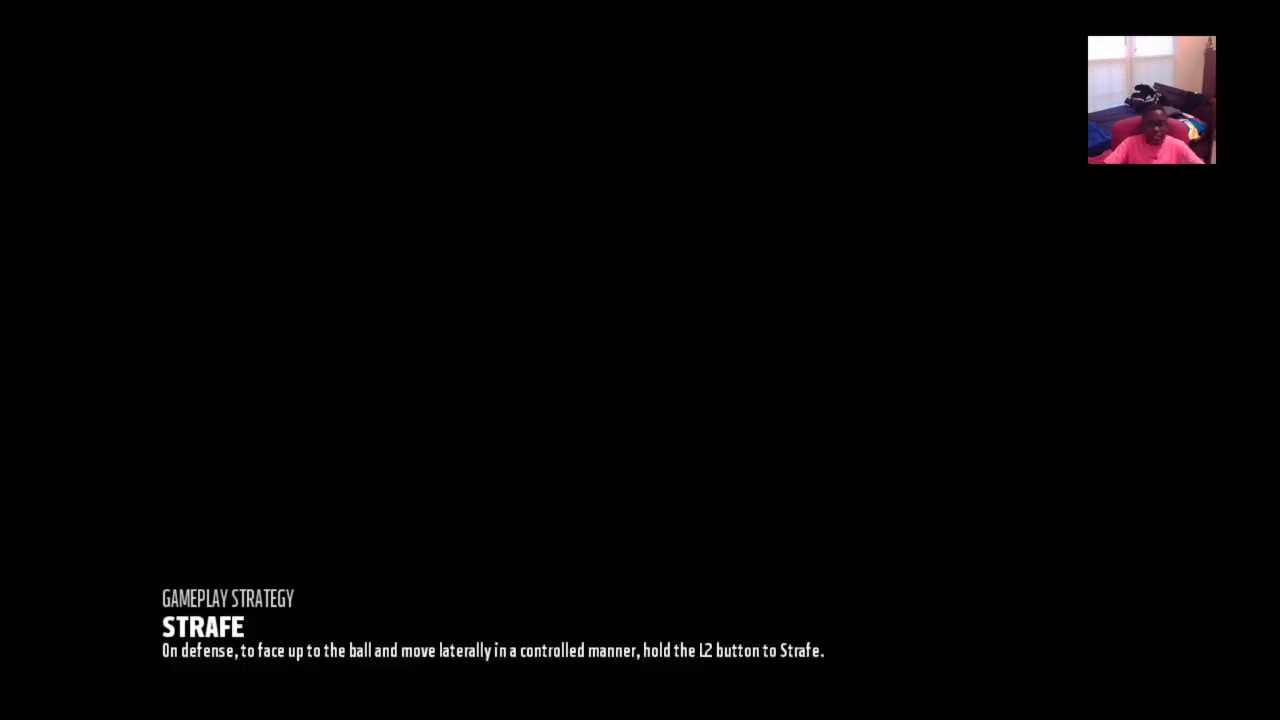 GAMEPLAY STRATEGY
STRAFE
On defense, to face up to the ball and move laterally in a controlled manner, hold the L2 button to Strafe.